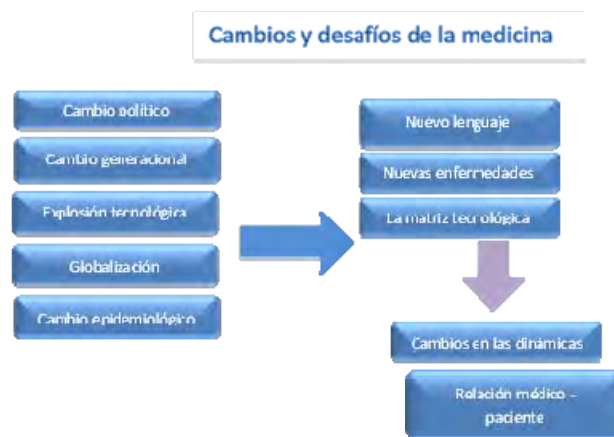 Cambios y desafíos de la medicina
Cambio político
Cambio generacional
Explosión tecnológica
Globalización
Cambio epidemiológico
Nuevo lenguaje
Nuevas enfermedades
La matriz tecnológica
Cambios en las dinámicas
Relación médico –
paciente